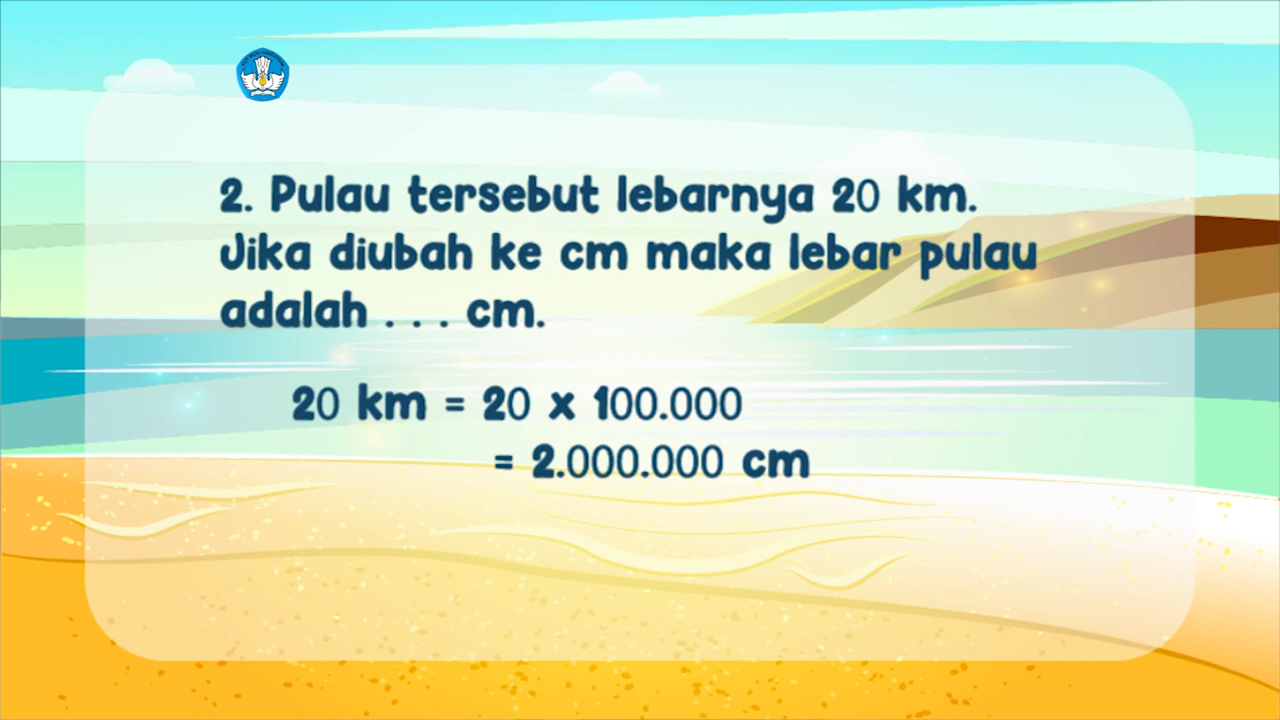 2. Pulau tersebut lebarnya 20 km.
Jika diubah ke cm maka lebar pulau
adalah . . . cm.
20 km = 20 x 100.000
= 2.000.000 cm